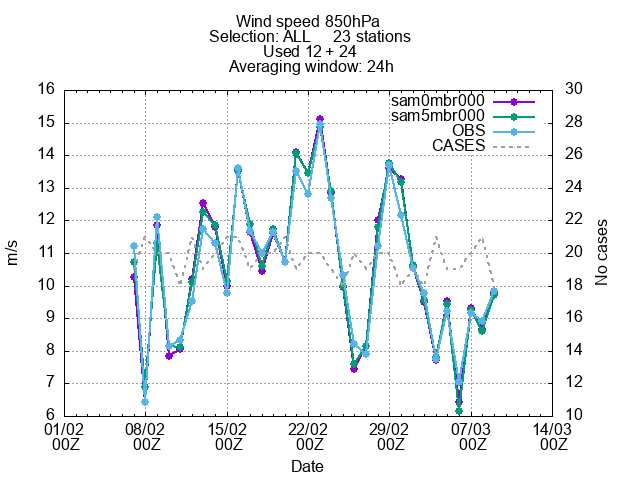 Wind speed 850hPa
Selection: ALL 23 stations
Used 12 + 24
Averaging window: 24h
sam0mbr000
sam5mbr000
OBS
CASES
16
15
14
13
12
11
10
9
8
7
6
m/s
30
28
26
24
22
20
18
16
14
12
10
No cases
01/02 08/02 15/02 22/02 29/02 07/03 14/03
00Z 00Z 00Z 00Z 00Z 00Z 00Z
Date